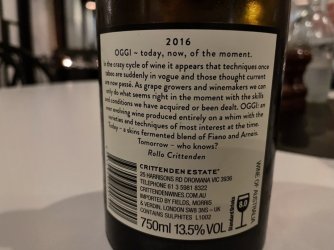 2016
OGGI ~ today, now, of the moment.
in the crazy cycle of wine it appears that techniques once
taboo are suddenly in vogue and those thought current
are now passé. As grape growers and winemakers we can
only do what seems right in the moment with the skills
and conditions we have acquired or been dealt. OGGI: an
ever evolving wine produced entirely on a whim with the
varieties and techniques of most interest at the time.
Today ~ a skins fermented blend of Fiano and Arneis.
Tomorrow ~ who knows?
Rollo Crittenden
CRITTENDEN ESTATE
25 HARRISONS RD DROMANA VIC 3936
TELEPHONE 61 3 5981 8322
CRITTENDENWINES.COM.AU
IMPORTED BY FIELDS, MORRIS
& VERDIN, LONDON SW8 3NS – UK
CONTAINS SULPHITES L1002
750ml 13.5% VOL
StandardDrinks
8.0
WINE OF AUSTRALIA